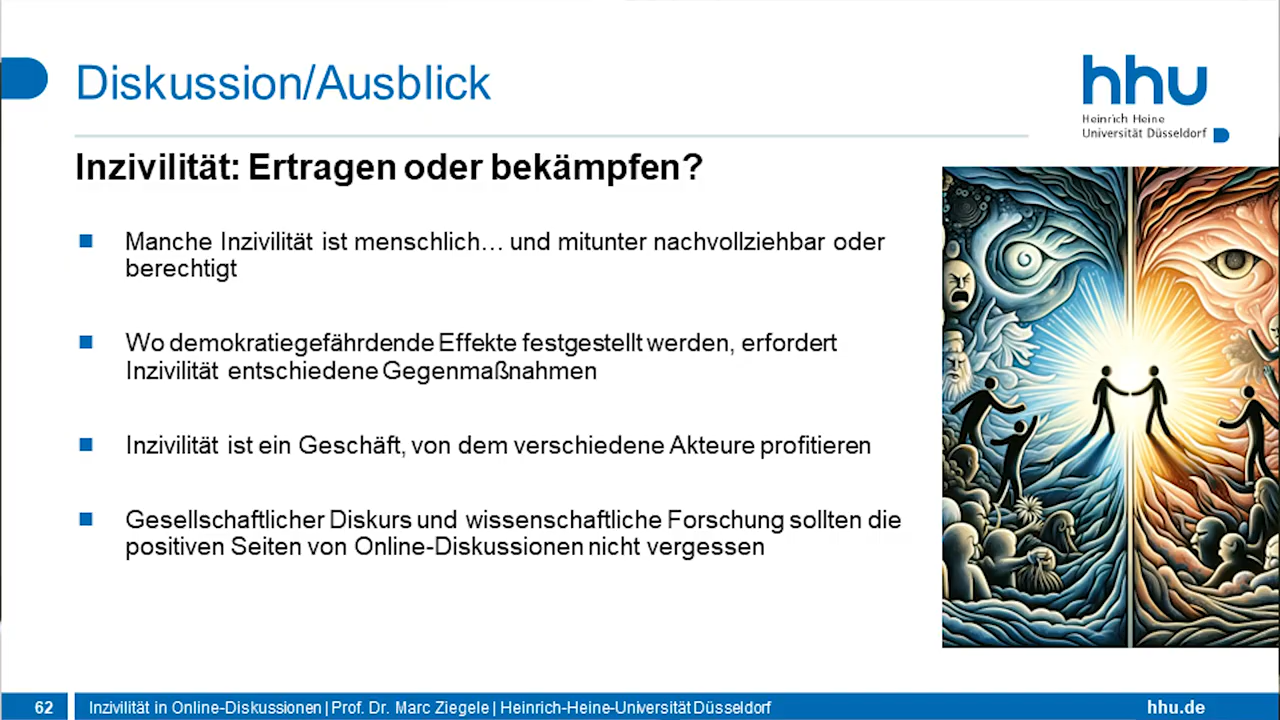 Diskussion/Ausblick
hhu
Heinrich Heine
Universität Düsseldorf
Inzivilität: Ertragen oder bekämpfen?
Manche Inzivilität ist menschlich… und mitunter nachvollziehbar oder
berechtigt
Wo demokratiegefährdende Effekte festgestellt werden, erfordert
Inzivilität entschiedene Gegenmaßnahmen
Inzivilität ist ein Geschäft, von dem verschiedene Akteure profitieren
Gesellschaftlicher Diskurs und wissenschaftliche Forschung sollten die
positiven Seiten von Online-Diskussionen nicht vergessen
62 Inzivilität in Online-Diskussionen | Prof. Dr. Marc Ziegele | Heinrich-Heine-Universität Düsseldorf hhu.de